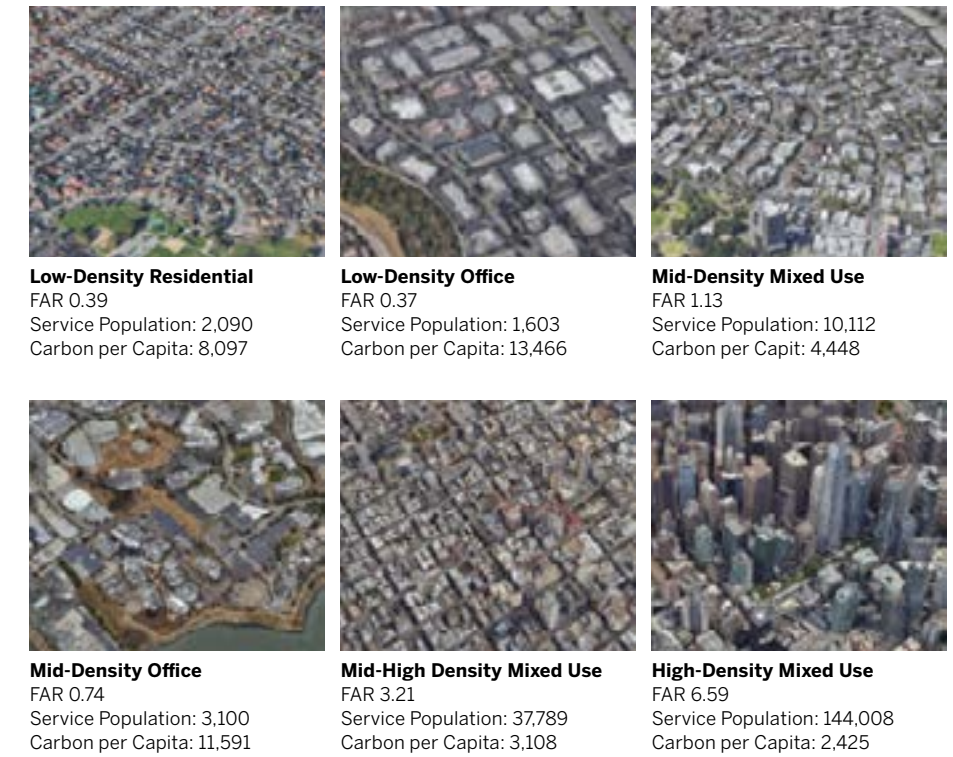 Low-Density Residential
FAR 0.39
Service Population: 2,090
Carbon per Capita: 8,097
Low-Density Office
FAR 0.37
Service Population: 1,603
Carbon per Capita: 13,466
Mid-Density Mixed Use
FAR 1.13
Service Population: 10,112
Carbon per Capit: 4,448
Mid-Density Office
FAR 0.74
Service Population: 3,100
Carbon per Capita: 11,591
Mid-High Density Mixed Use
FAR 3.21
Service Population: 37,789
Carbon per Capita: 3,108
High-Density Mixed Use
FAR 6.59
Service Population: 144,008
Carbon per Capita: 2,425